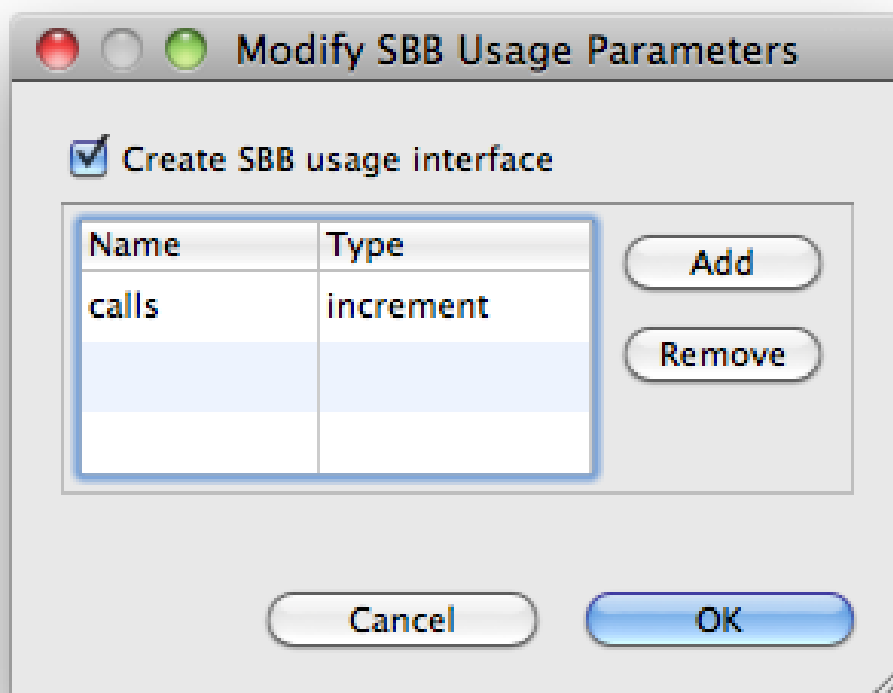 Modify SBB Usage Parameters
Create SBB usage interface
Name Type
Add
calls increment
Remove
Cancel OK